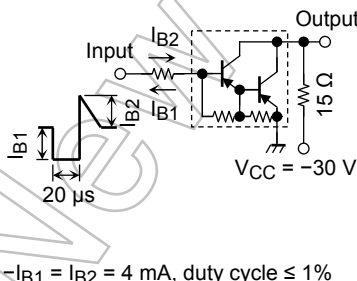 Output
Input
IB2
IB1
IB1
IB2
20 μs
15 Ω
VCC = −30 V
−IB1 = IB2 = 4 mA, duty cycle ≤ 1%